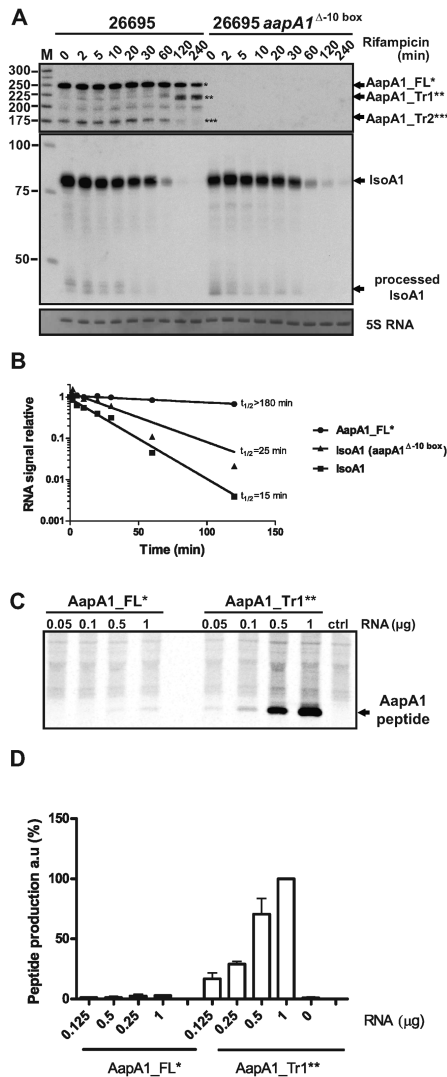 A
26695
26695 aapA1Δ-10 box
M
0 2 5 10 20 30 60 120 240
0 2 5 10 20 30 60 120 240
Rifampicin (min)
300
250
225
200
175
*
**
***
AapA1_FL*
AapA1_Tr1**
AapA1_Tr2***
100
75
50
IsoA1
processed IsoA1
5S RNA
B
RNA signal relative
1
0.1
0.01
0.001
0 50 100 150
Time (min)
t1/2>180 min
t1/2=25 min
t1/2=15 min
AapA1_FL*
IsoA1 (aapA1Δ-10 box)
IsoA1
C
AapA1_FL*
AapA1_Tr1**
0.05 0.1 0.5 1
0.05 0.1 0.5 1 ctrl
RNA (µg)
AapA1 peptide
D
Peptide production a.u (%)
150
100
50
0
0.125 0.5 0.25 1
0.125 0.25 0.5 1 0
RNA (µg)
AapA1_FL*
AapA1_Tr1**